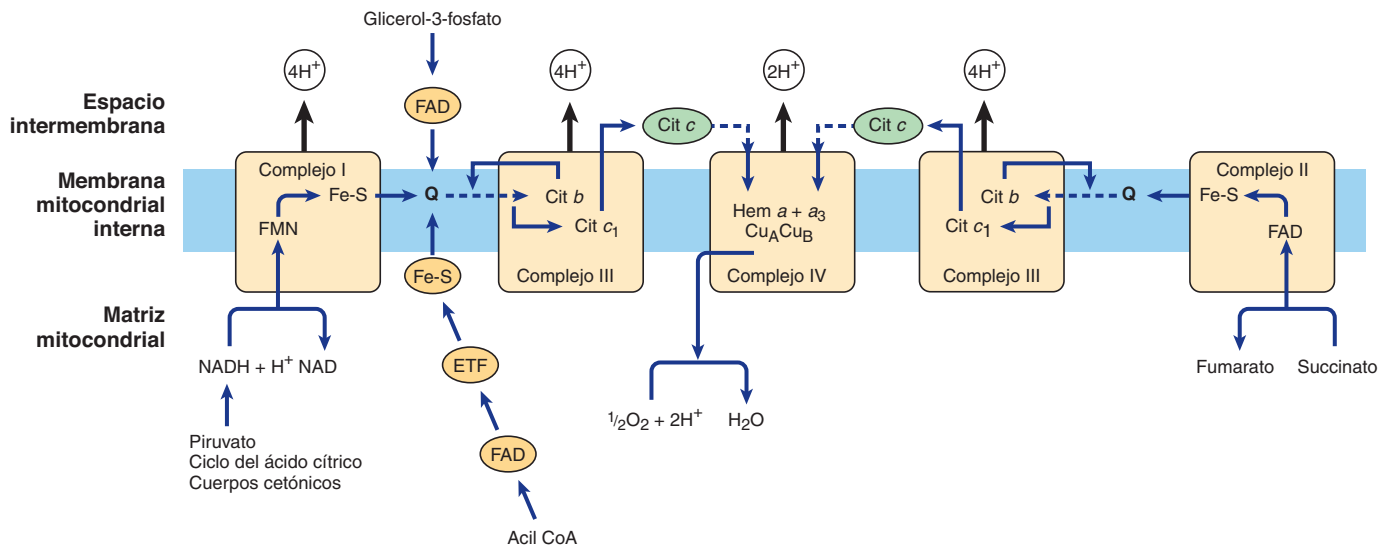 Glicerol-3-fosfato
4H⁺
FAD
4H⁺
2H⁺
4H⁺
Espacio
intermembrana
Cit c
Cit c
Membrana
mitocondrial
interna
Complejo I
Fe-S
FMN
Q
Cit b
Cit c₁
Complejo III
Hem a + a₃
Cu_A Cu_B
Complejo IV
Cit b
Cit c₁
Complejo III
Q
Complejo II
Fe-S
FAD
Fe-S
Matriz
mitocondrial
NADH + H⁺ NAD
ETF
½O₂ + 2H⁺
H₂O
Fumarato
Succinato
Piruvato
Ciclo del ácido cítrico
Cuerpos cetónicos
FAD
Acil CoA